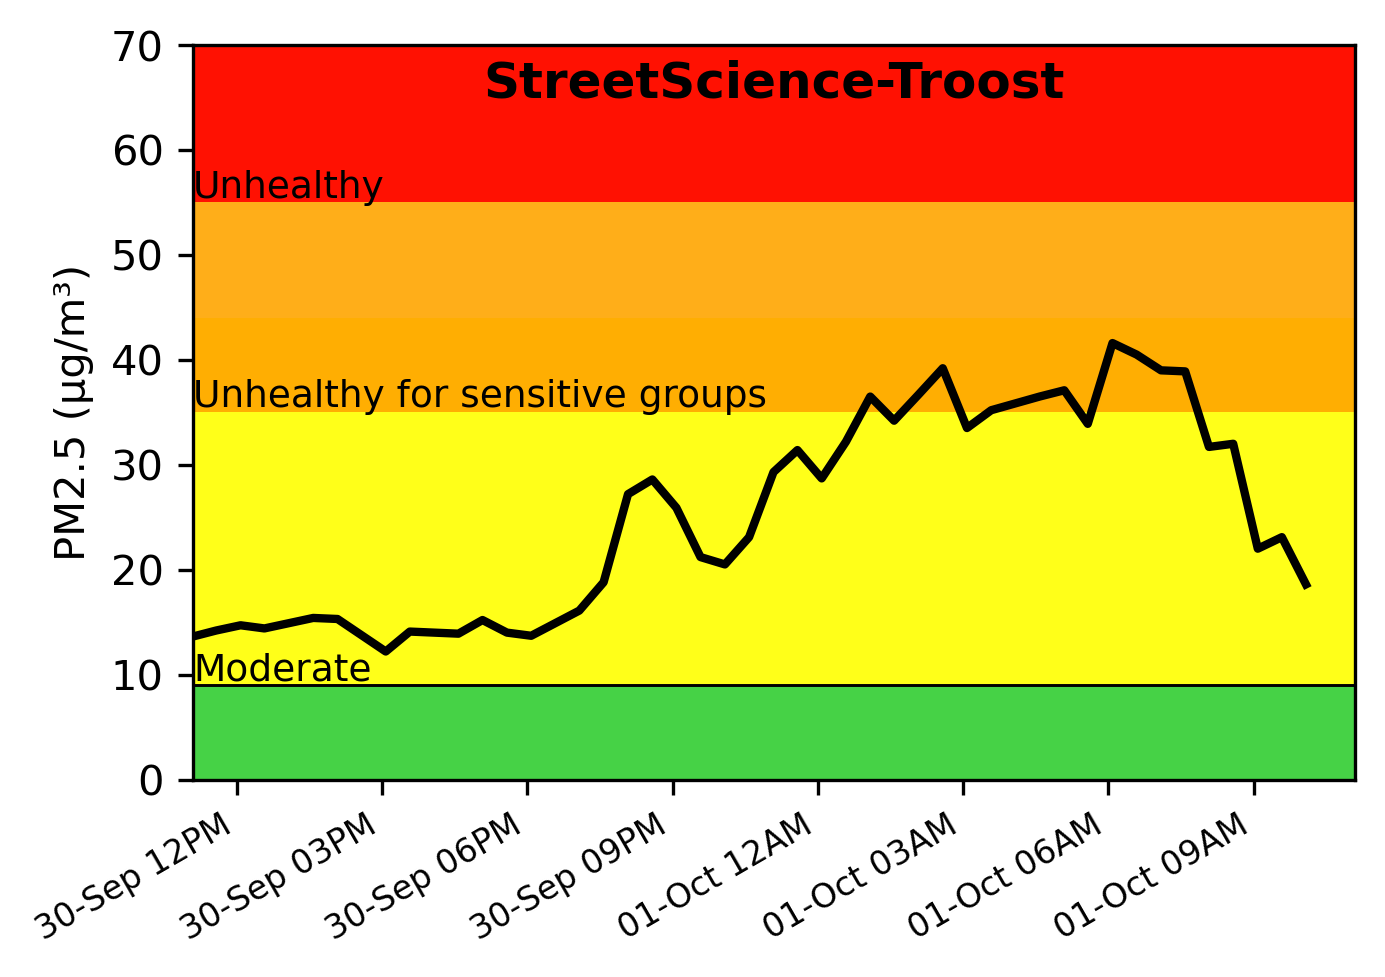 StreetScience-Troost
70
60
50
40
30
20
10
0
PM2.5 (µg/m³)
Unhealthy
Unhealthy for sensitive groups
Moderate
30-Sep 12PM
30-Sep 03PM
30-Sep 06PM
30-Sep 09PM
01-Oct 12AM
01-Oct 03AM
01-Oct 06AM
01-Oct 09AM